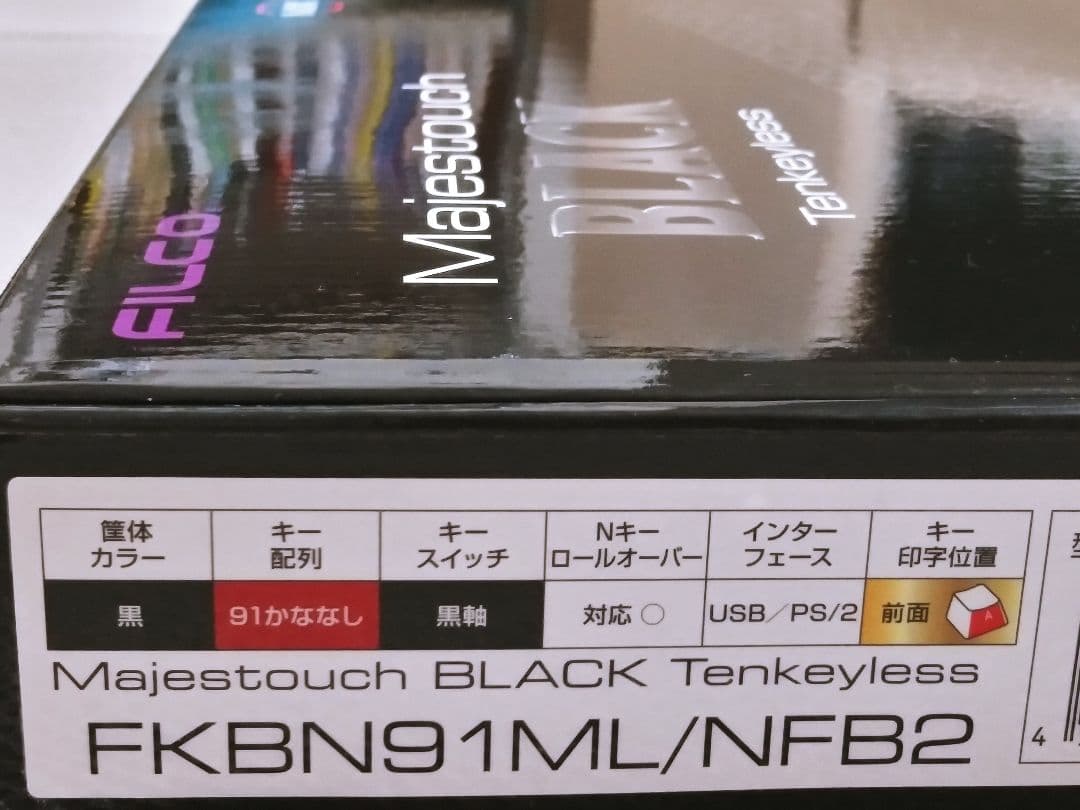 FILCO
Majestouch
BLACK
Tenkeyless
筐体
カラー
キー
配列
キー
スイッチ
Nキー
ロールオーバー
インター
フェース
キー
印字位置
黒
91かななし
黒軸
対応○
USB/PS/2
前面
A
Majestouch BLACK Tenkeyless
FKBN91ML/NFB2
4